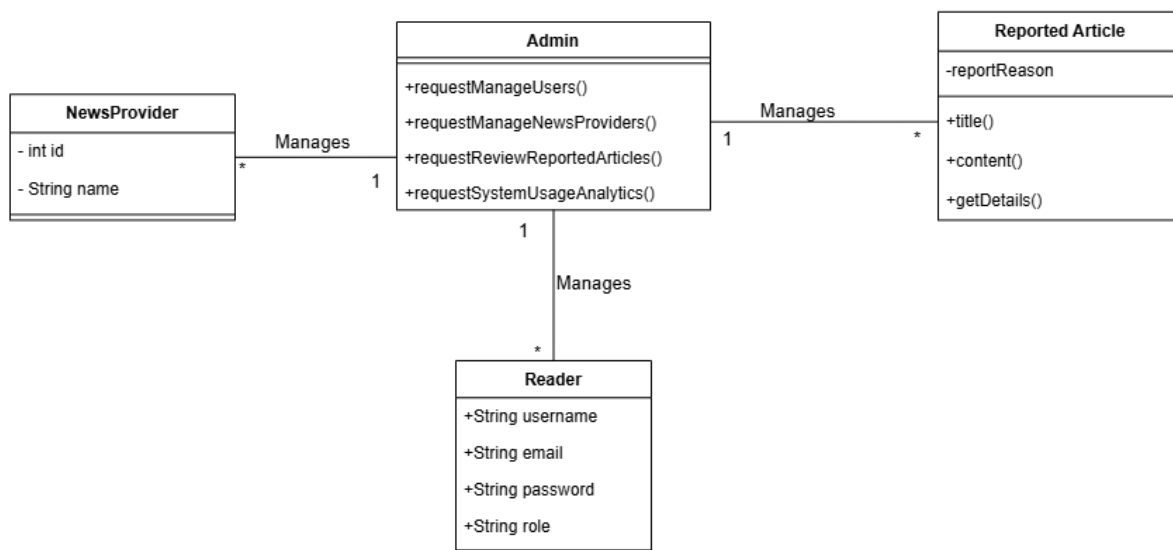 NewsProvider
- int id
- String name
Manages
*
1
Admin
+requestManageUsers()
+requestManageNewsProviders()
+requestReviewReportedArticles()
+requestSystemUsageAnalytics()
Manages
1
*
Reported Article
-reportReason
+title()
+content()
+getDetails()
1
Manages
*
Reader
+String username
+String email
+String password
+String role